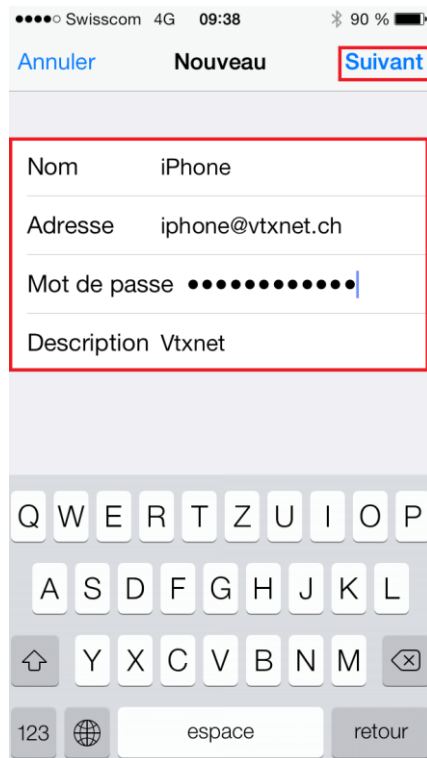 Swisscom 4G 09:38 90 %
Annuler Nouveau Suivant
Nom iPhone
Adresse iphone@vtxnet.ch
Mot de passe ●●●●●●●●●●●●
Description Vtxnet
Q W E R T Z U I O P
A S D F G H J K L
Y X C V B N M
123 espace retour